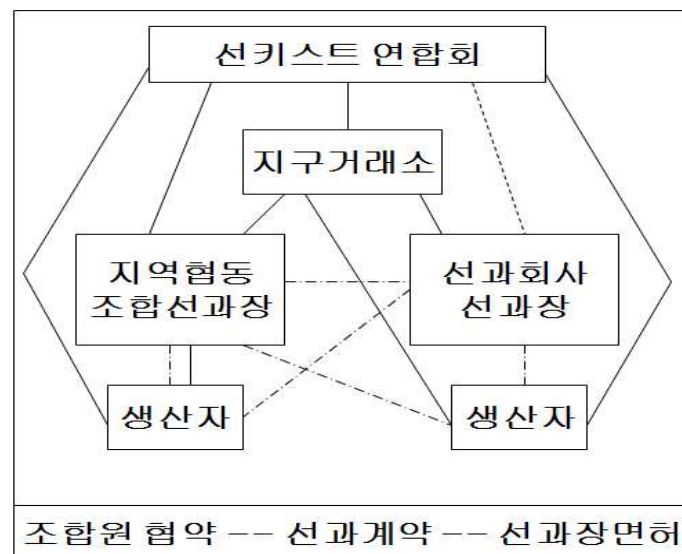 선키스트 연합회
지구거래소
지역협동
조합선과장
선과회사
선과장
생산자
생산자
조합원 협약 -- 선과계약 -- 선과장면허